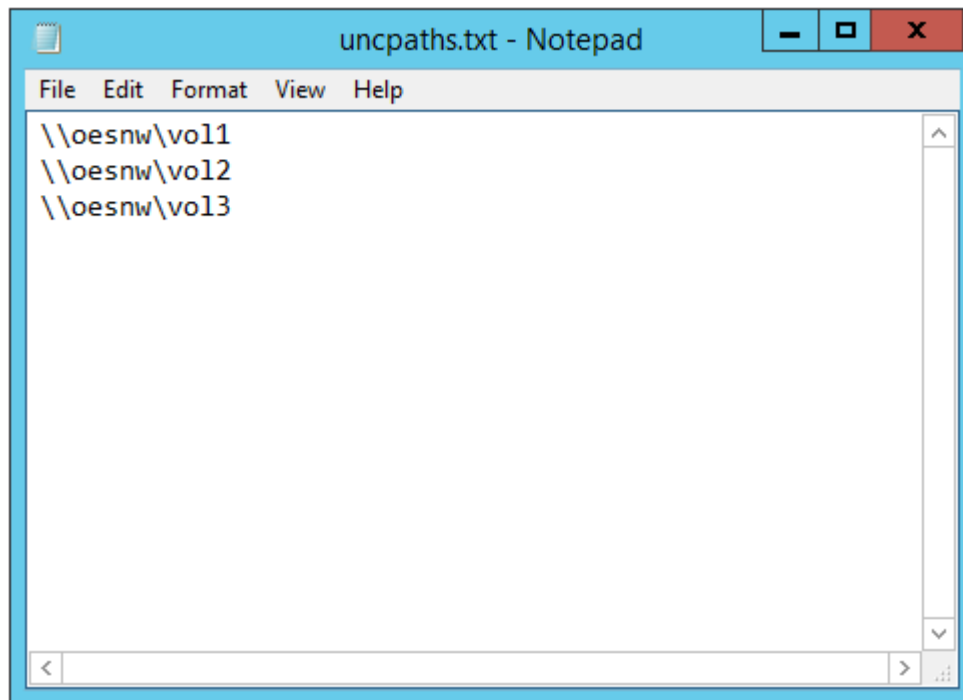 uncpaths.txt - Notepad
File Edit Format View Help
\\oesnw\vol1
\\oesnw\vol2
\\oesnw\vol3